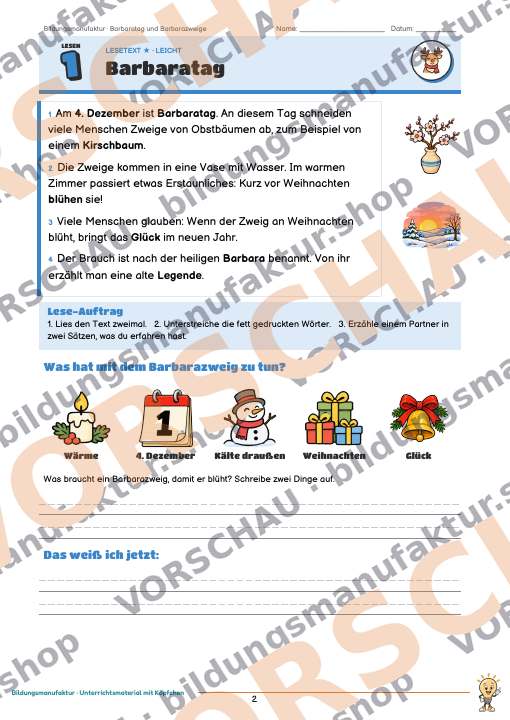 Bildungsmanufaktur · Barbaratag und Barbarazweige Name: Datum:
LESEN
1
LESETEXT ★ · LEICHT
Barbaratag
1 Am 4. Dezember ist Barbaratag. An diesem Tag schneiden
viele Menschen Zweige von Obstbäumen ab, zum Beispiel von
einem Kirschbaum.
2 Die Zweige kommen in eine Vase mit Wasser. Im warmen
Zimmer passiert etwas Erstaunliches: Kurz vor Weihnachten
blühen sie!
3 Viele Menschen glauben: Wenn der Zweig an Weihnachten
blüht, bringt das Glück im neuen Jahr.
4 Der Brauch ist nach der heiligen Barbara benannt. Von ihr
erzählt man eine alte Legende.
Lese-Auftrag
1. Lies den Text zweimal. 2. Unterstreiche die fett gedruckten Wörter. 3. Erzähle einem Partner in
zwei Sätzen, was du erfahren hast.
Was hat mit dem Barbarazweig zu tun?
1
Wärme 4. Dezember Kälte draußen Weihnachten Glück
Was braucht ein Barbarazweig, damit er blüht? Schreibe zwei Dinge auf.
Das weiß ich jetzt:
Bildungsmanufaktur · Unterrichtsmaterial mit Köpfchen
2
VORSCHAU · bildungsmanufaktur.shop